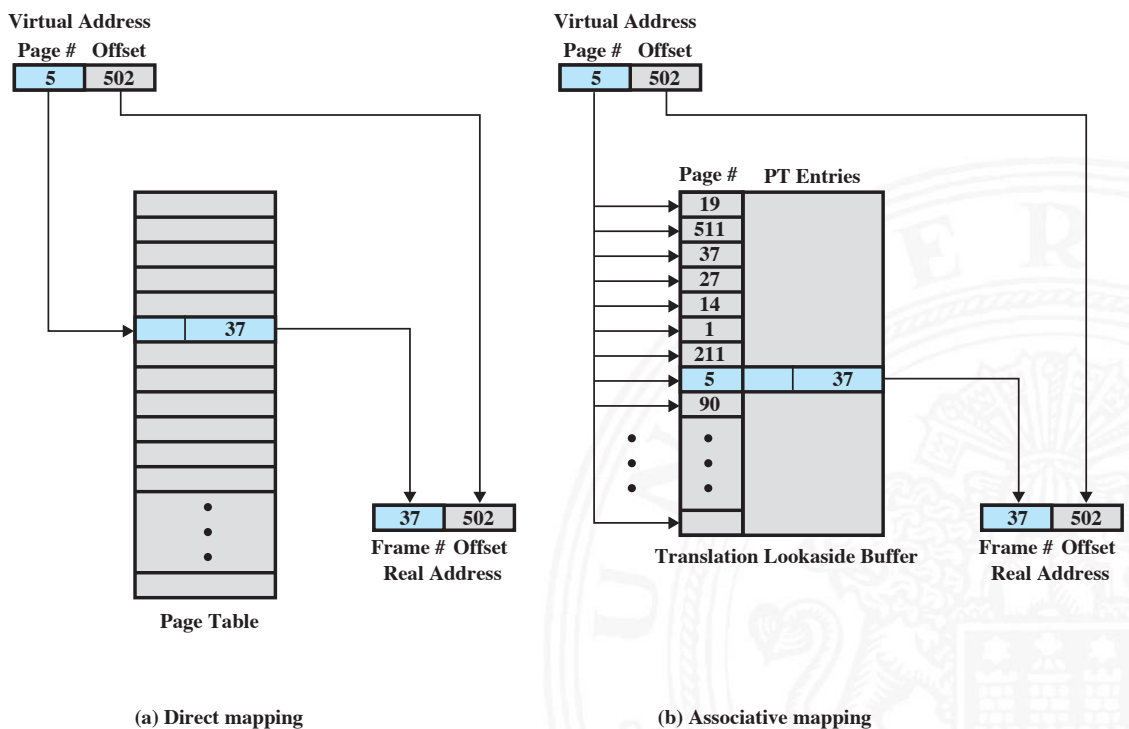 Virtual Address
Page # Offset
5 502
37
37 502
Frame # Offset
Real Address
Page Table
(a) Direct mapping
Virtual Address
Page # Offset
5 502
Page # PT Entries
19
511
37
27
14
1
211
5 37
90
37 502
Frame # Offset
Real Address
Translation Lookaside Buffer
(b) Associative mapping
U N I V E R